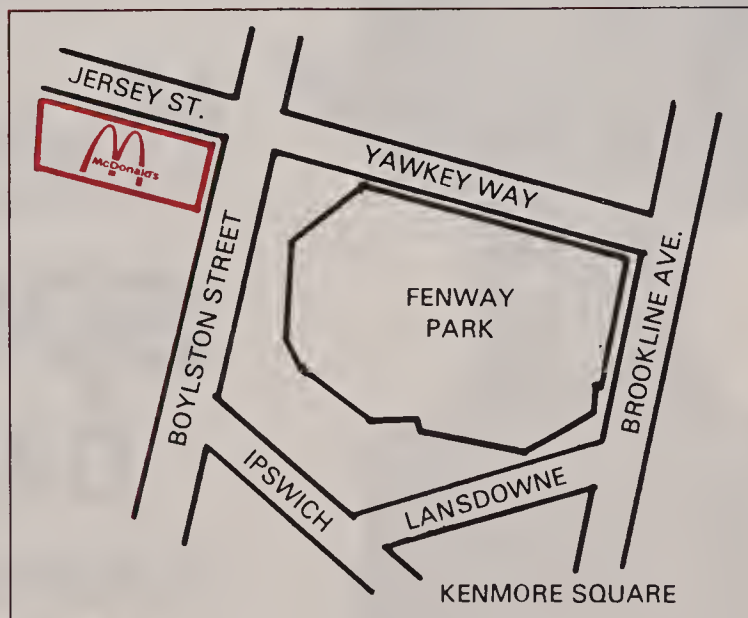 JERSEY ST.
McDonald's
YAWKEY WAY
BOYLSTON STREET
FENWAY
PARK
BROOKLINE AVE.
IPSWICH
LANSDOWNE
KENMORE SQUARE